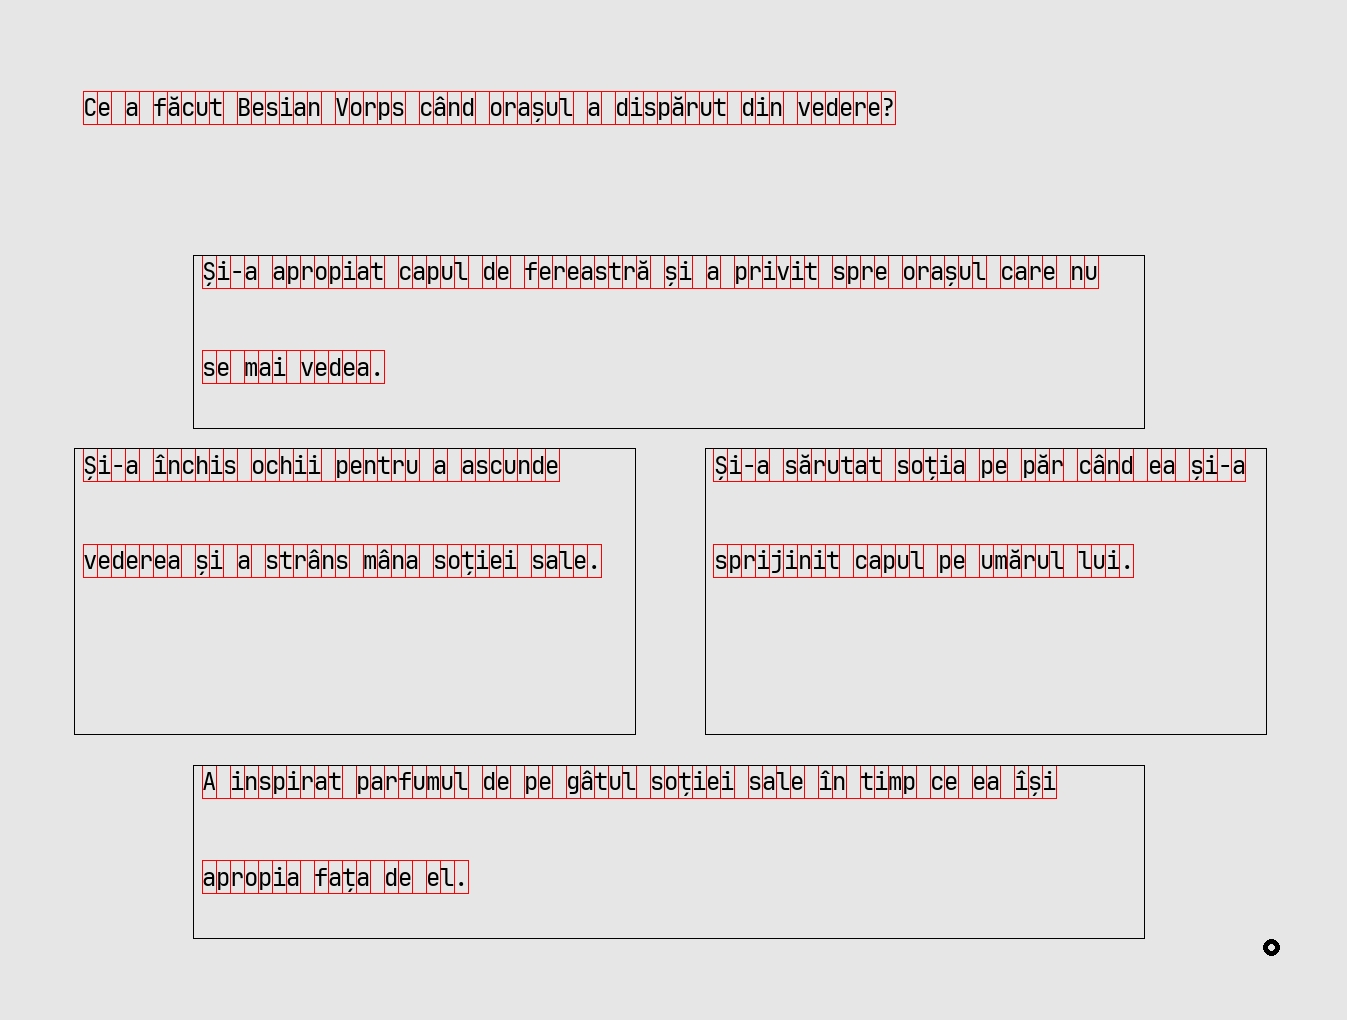 Ce a făcut Besian Vorps când orașul a dispărut din vedere?
Și-a apropiat capul de fereastră și a privit spre orașul care nu
se mai vedea.
Și-a închis ochii pentru a ascunde
vederea și a strâns mâna soției sale.
Și-a sărutat soția pe păr când ea și-a
sprijinit capul pe umărul lui.
A inspirat parfumul de pe gâtul soției sale în timp ce ea își
apropia fața de el.